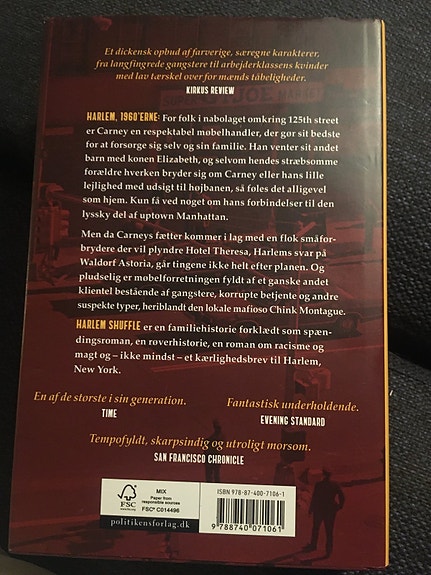 Et dickensk opbud af farverige, særegne karakterer,
fra langfingrede gangstere til arbejderklassens kvinder
med lav tærskel over for mænds tåbeligheder.
KIRKUS REVIEW
HARLEM, 1960'ERNE: For folk i nabolaget omkring 125th street
er Carney en respektabel møbelhandler, der gør sit bedste
for at forsørge sig selv og sin familie. Han venter sit andet
barn med konen Elizabeth, og selvom hendes stræbsomme
forældre hverken bryder sig om Carney eller hans lille
lejlighed med udsigt til højbanen, så føles det alligevel
som hjem. Kun få ved noget om hans forbindelser til den
lyssky del af uptown Manhattan.
Men da Carneys fætter kommer i lag med en flok småfor-
brydere der vil plyndre Hotel Theresa, Harlems svar på
Waldorf Astoria, går tingene ikke helt efter planen. Og
pludselig er møbelforretningen fyldt af et ganske andet
klientel bestående af gangstere, korrupte betjente og andre
suspekte typer, heriblandt den lokale mafioso Chink Montague.
HARLEM SHUFFLE er en familiehistorie forklædt som spæn-
dingsroman, en røverhistorie, en roman om racisme og
magt og – ikke mindst – et kærlighedsbrev til Harlem,
New York.
En af de største i sin generation.
TIME
Fantastisk underholdende.
EVENING STANDARD
Tempofyldt, skarpsindig og utroligt morsom.
SAN FRANCISCO CHRONICLE
FSC
www.fsc.org
MIX
Paper from
responsible sources
FSC® C014496
politikensforlag.dk
ISBN 978-87-400-7106-1
9 788740 071061